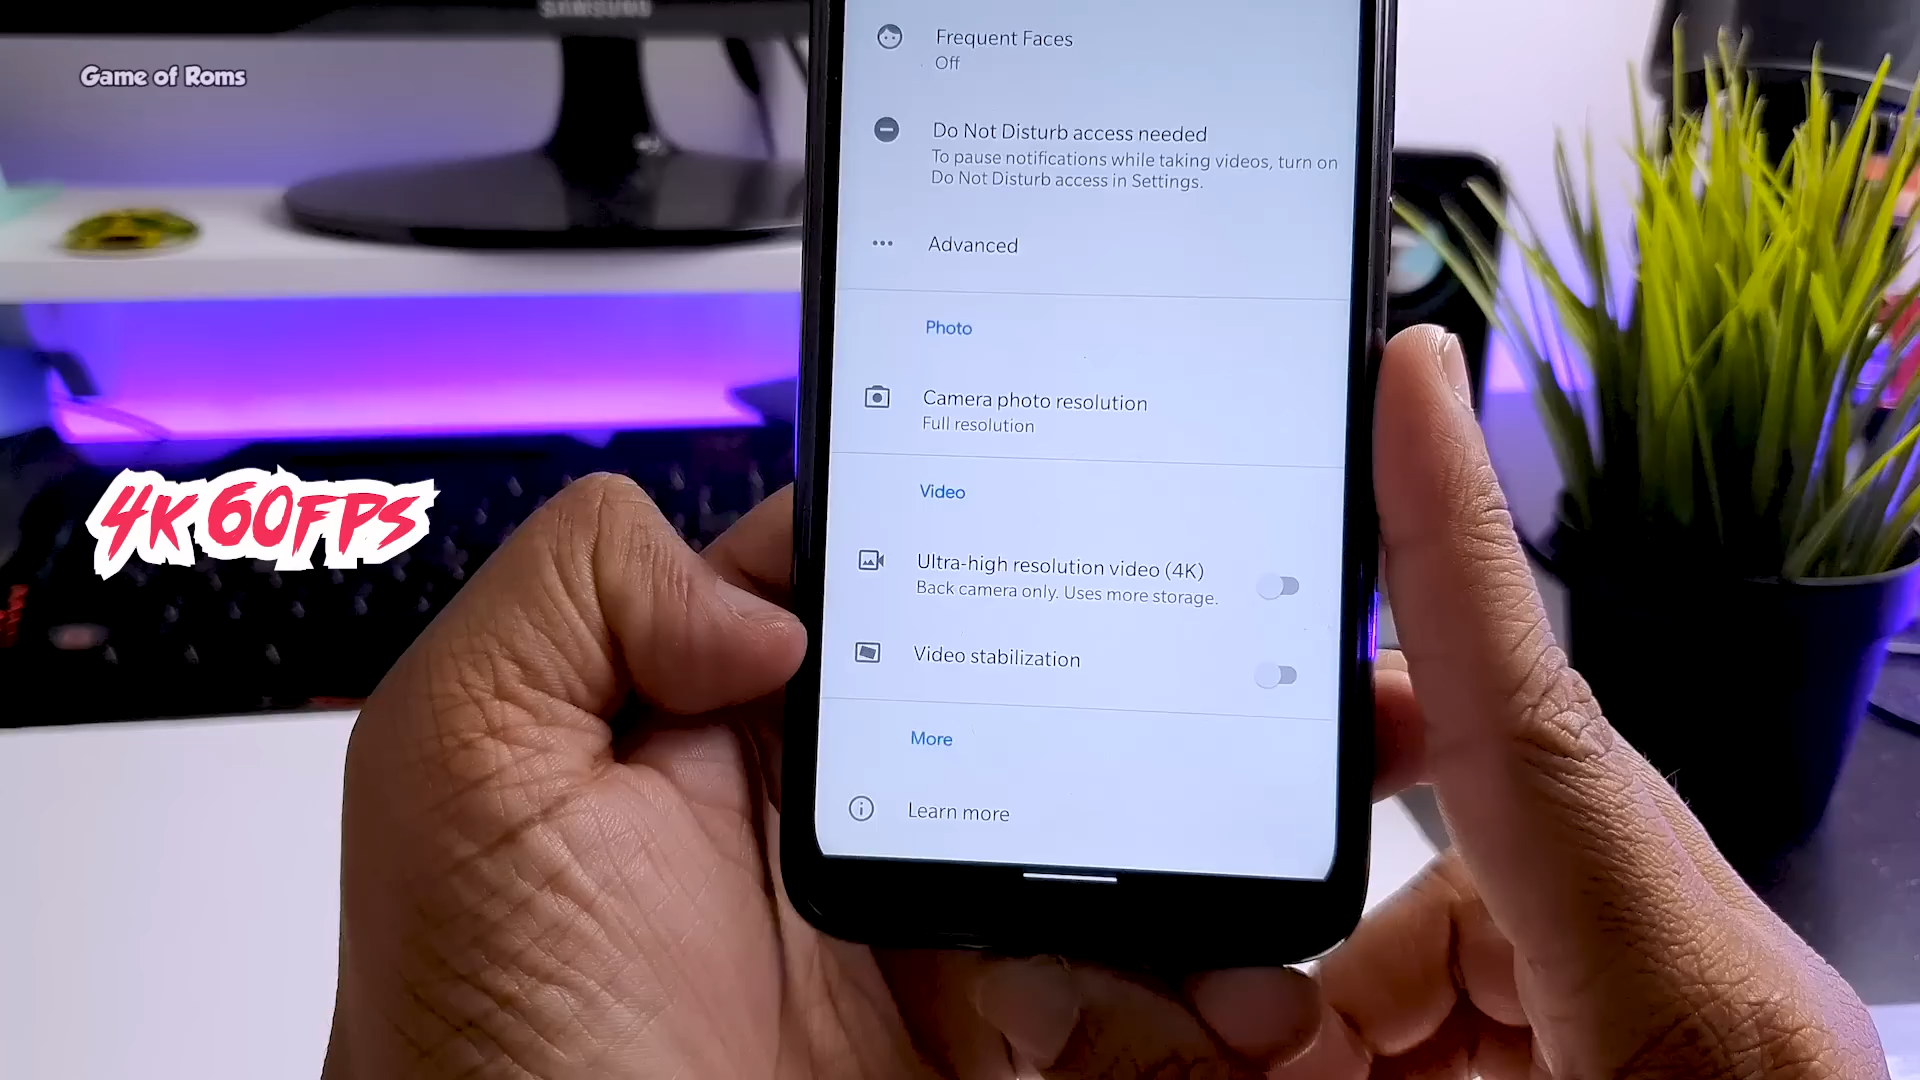 SAMSUNG
Game of Roms
Frequent Faces
Off
Do Not Disturb access needed
To pause notifications while taking videos, turn on
Do Not Disturb access in Settings.
Advanced
Photo
Camera photo resolution
Full resolution
4K 60FPS
Video
Ultra-high resolution video (4K)
Back camera only. Uses more storage.
Video stabilization
More
Learn more